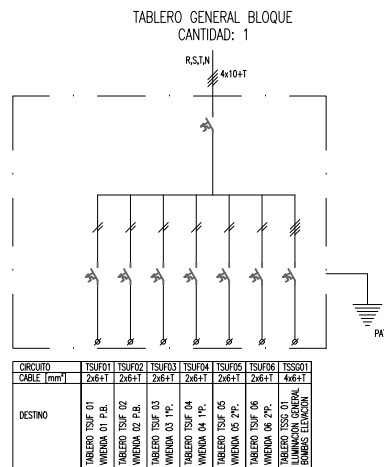 TABLERO GENERAL BLOQUE
CANTIDAD: 1
R,S,T,N
4x10+T
PAT
CIRCUITO TSUF01 TSUF02 TSUF03 TSUF04 TSUF05 TSUF06 TSSG01
CABLE [mm²] 2x6+T 2x6+T 2x6+T 2x6+T 2x6+T 2x6+T 4x6+T
DESTINO
TABLERO TSUF 01
VIVIENDA 01 P.B.
TABLERO TSUF 02
VIVIENDA 02 P.B.
TABLERO TSUF 03
VIVIENDA 03 1ºP.
TABLERO TSUF 04
VIVIENDA 04 1ºP.
TABLERO TSUF 05
VIVIENDA 05 2ºP.
TABLERO TSUF 06
VIVIENDA 06 2ºP.
TABLERO TSSG 01
ILUMINACIÓN GENERAL
BOMBAS ELEVACIÓN